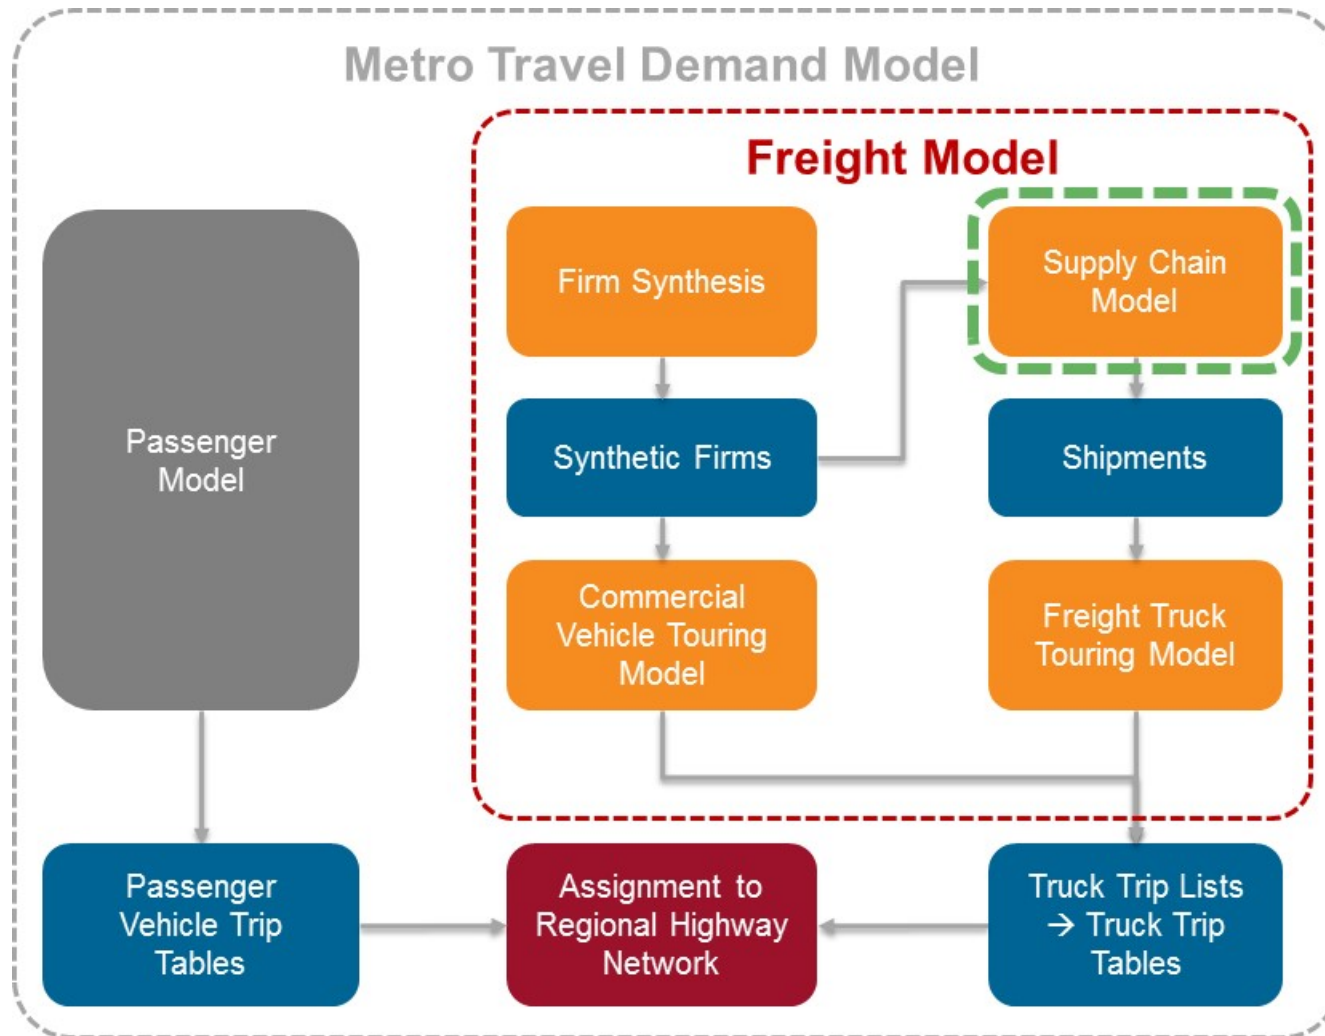 Metro Travel Demand Model
Freight Model
Firm Synthesis
Supply Chain
Model
Passenger
Model
Synthetic Firms
Shipments
Commercial
Vehicle Touring
Model
Freight Truck
Touring Model
Passenger
Vehicle Trip
Tables
Assignment to
Regional Highway
Network
Truck Trip Lists
→ Truck Trip
Tables